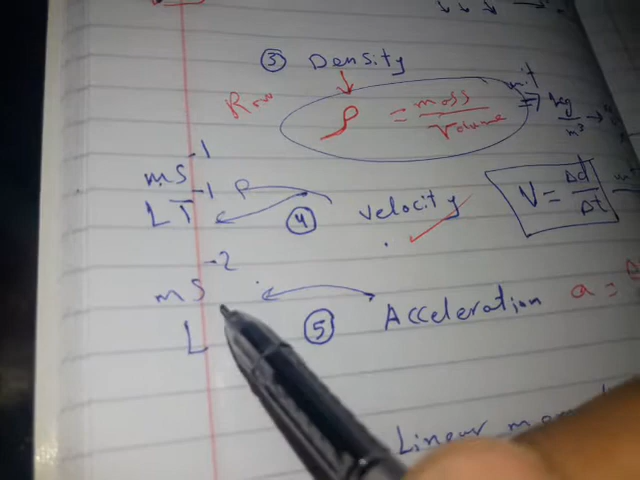 ③ Density
ρ = mass / Volume
kg / m³
ms⁻¹
LT⁻¹
④ Velocity
V = Δd / Δt
ms⁻²
L
⑤ Acceleration a =
Linear